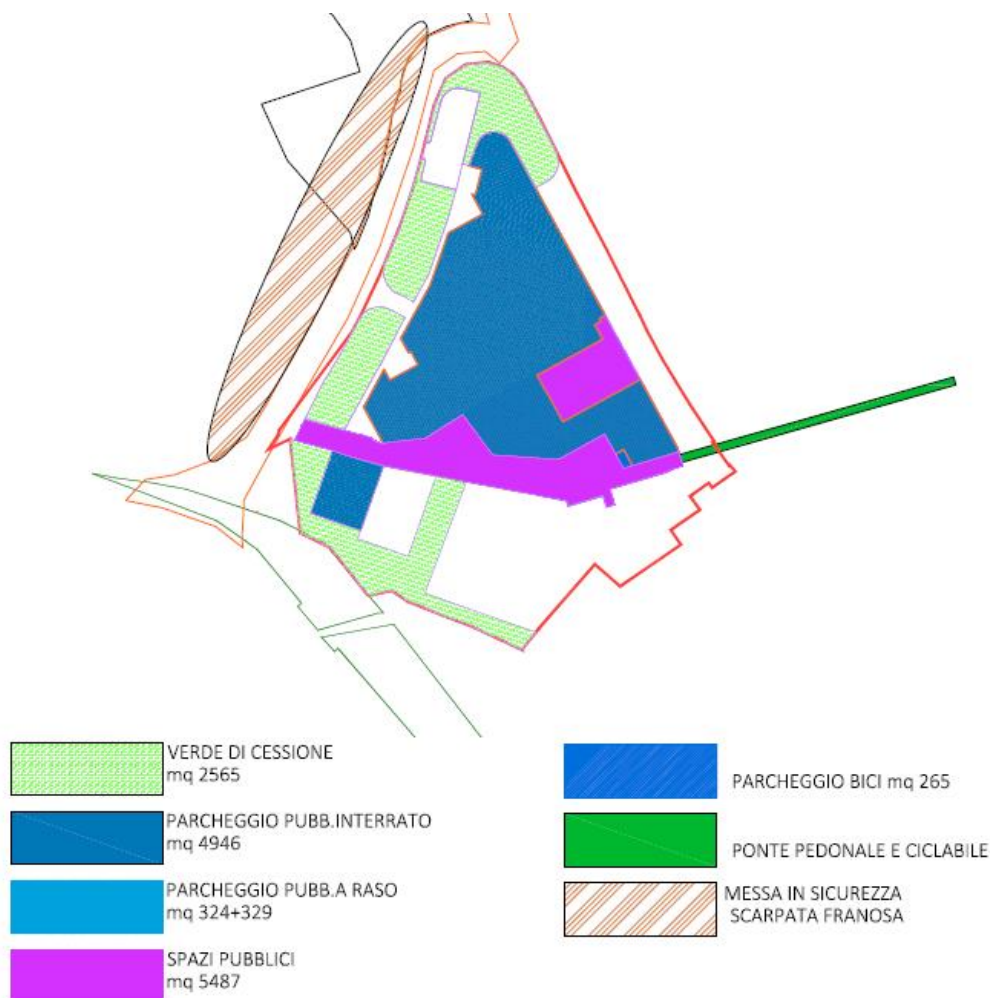 VERDE DI CESSIONE
mq 2565
PARCHEGGIO PUBB.INTERRATO
mq 4946
PARCHEGGIO PUBB.A RASO
mq 324+329
SPAZI PUBBLICI
mq 5487
PARCHEGGIO BICI mq 265
PONTE PEDONALE E CICLABILE
MESSA IN SICUREZZA
SCARPATA FRANOSA